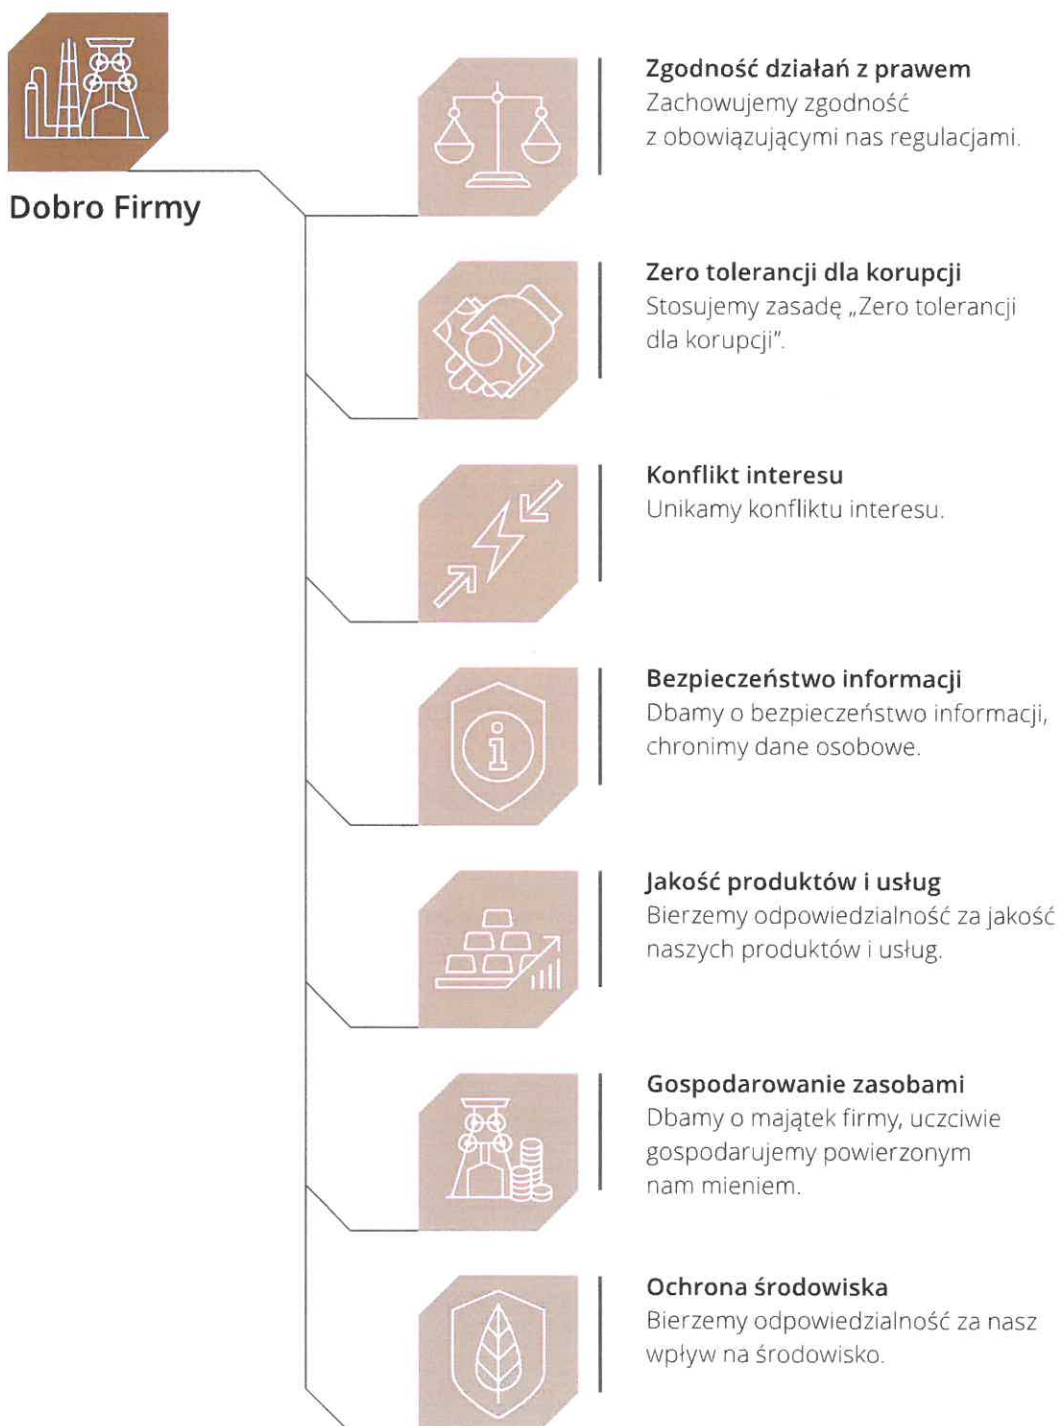 Dobro Firmy
Zgodność działań z prawem
Zachowujemy zgodność
z obowiązującymi nas regulacjami.
Zero tolerancji dla korupcji
Stosujemy zasadę „Zero tolerancji
dla korupcji”.
Konflikt interesu
Unikamy konfliktu interesu.
Bezpieczeństwo informacji
Dbamy o bezpieczeństwo informacji,
chronimy dane osobowe.
Jakość produktów i usług
Bierzemy odpowiedzialność za jakość
naszych produktów i usług.
Gospodarowanie zasobami
Dbamy o majątek firmy, uczciwie
gospodarujemy powierzonym
nam mieniem.
Ochrona środowiska
Bierzemy odpowiedzialność za nasz
wpływ na środowisko.